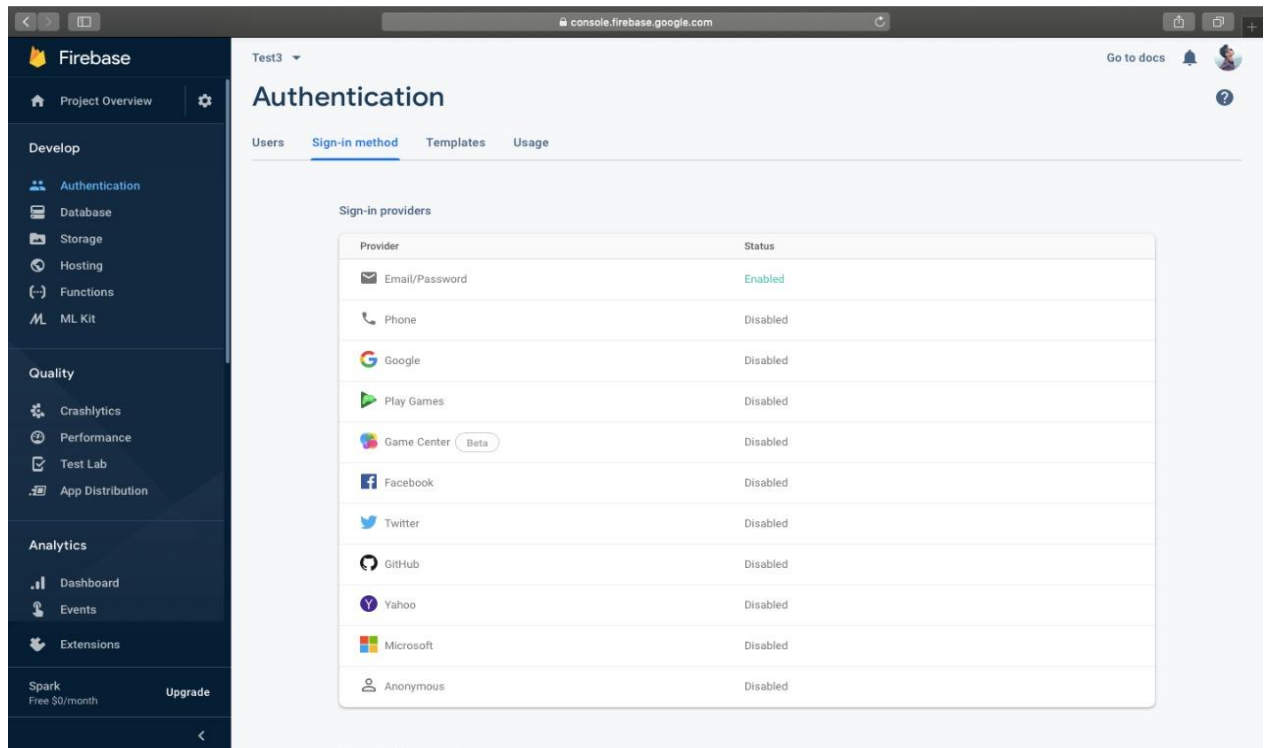 console.firebase.google.com
Firebase
Project Overview
Develop
Authentication
Database
Storage
Hosting
Functions
ML Kit
Quality
Crashlytics
Performance
Test Lab
App Distribution
Analytics
Dashboard
Events
Extensions
Spark
Free $0/month
Upgrade
Test3
Go to docs
Authentication
Users Sign-in method Templates Usage
Sign-in providers
Provider Status
Email/Password Enabled
Phone Disabled
Google Disabled
Play Games Disabled
Game Center Beta Disabled
Facebook Disabled
Twitter Disabled
GitHub Disabled
Yahoo Disabled
Microsoft Disabled
Anonymous Disabled